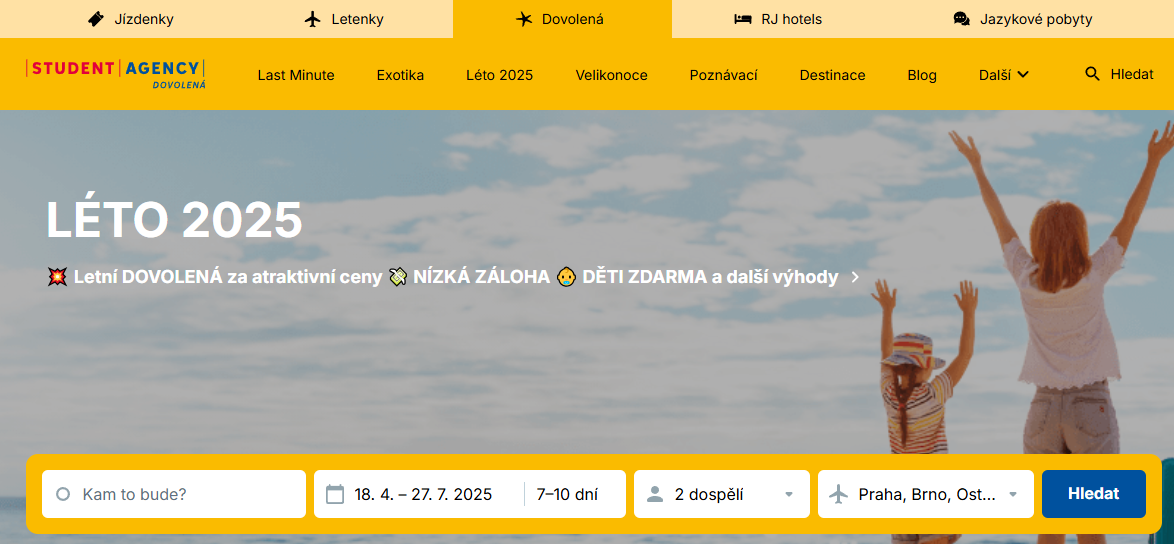 Jízdenky
Letenky
Dovolená
RJ hotels
Jazykové pobyty
STUDENT AGENCY
DOVOLENÁ
Last Minute
Exotika
Léto 2025
Velikonoce
Poznávací
Destinace
Blog
Další
Hledat
LÉTO 2025
💥 Letní DOVOLENÁ za atraktivní ceny 💸 NÍZKÁ ZÁLOHA 👶 DĚTI ZDARMA a další výhody
Kam to bude?
18. 4. – 27. 7. 2025
7–10 dní
2 dospělí
Praha, Brno, Ost...
Hledat